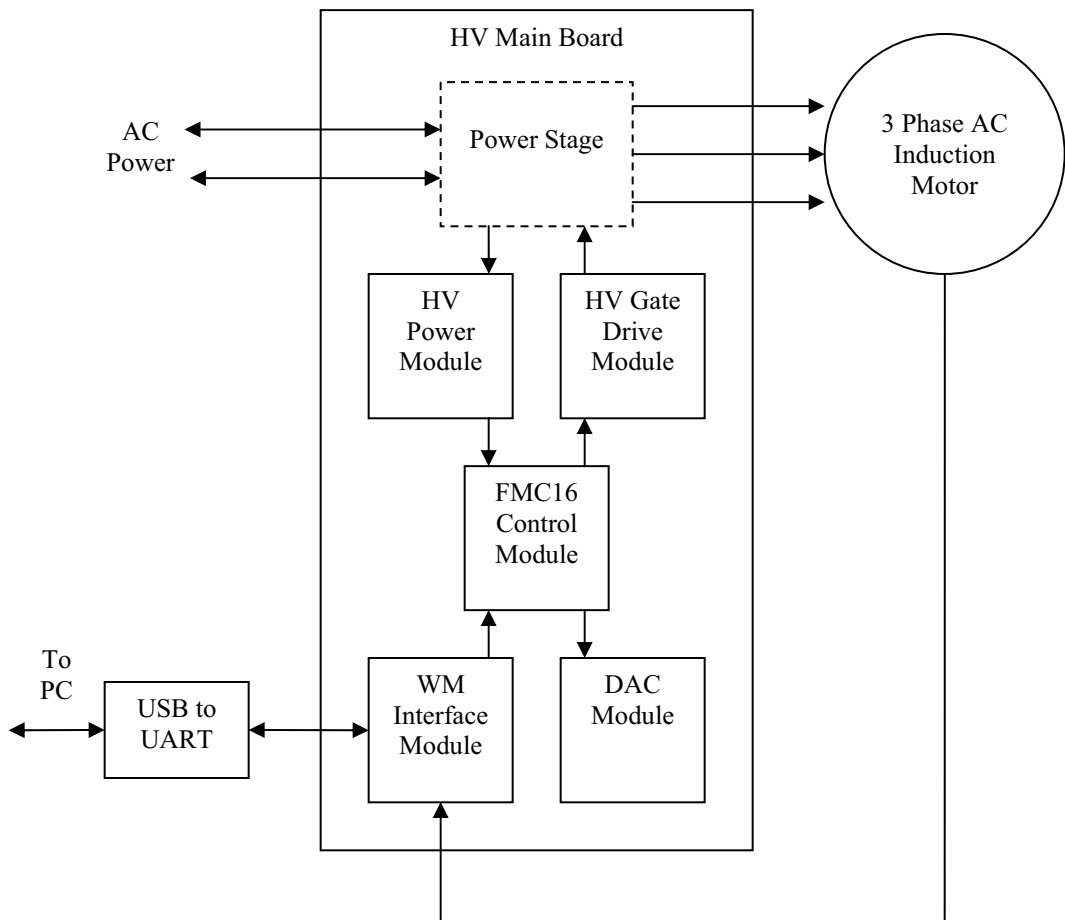 HV Main Board
AC
Power
Power Stage
3 Phase AC
Induction
Motor
HV
Power
Module
HV Gate
Drive
Module
FMC16
Control
Module
To
PC
USB to
UART
WM
Interface
Module
DAC
Module